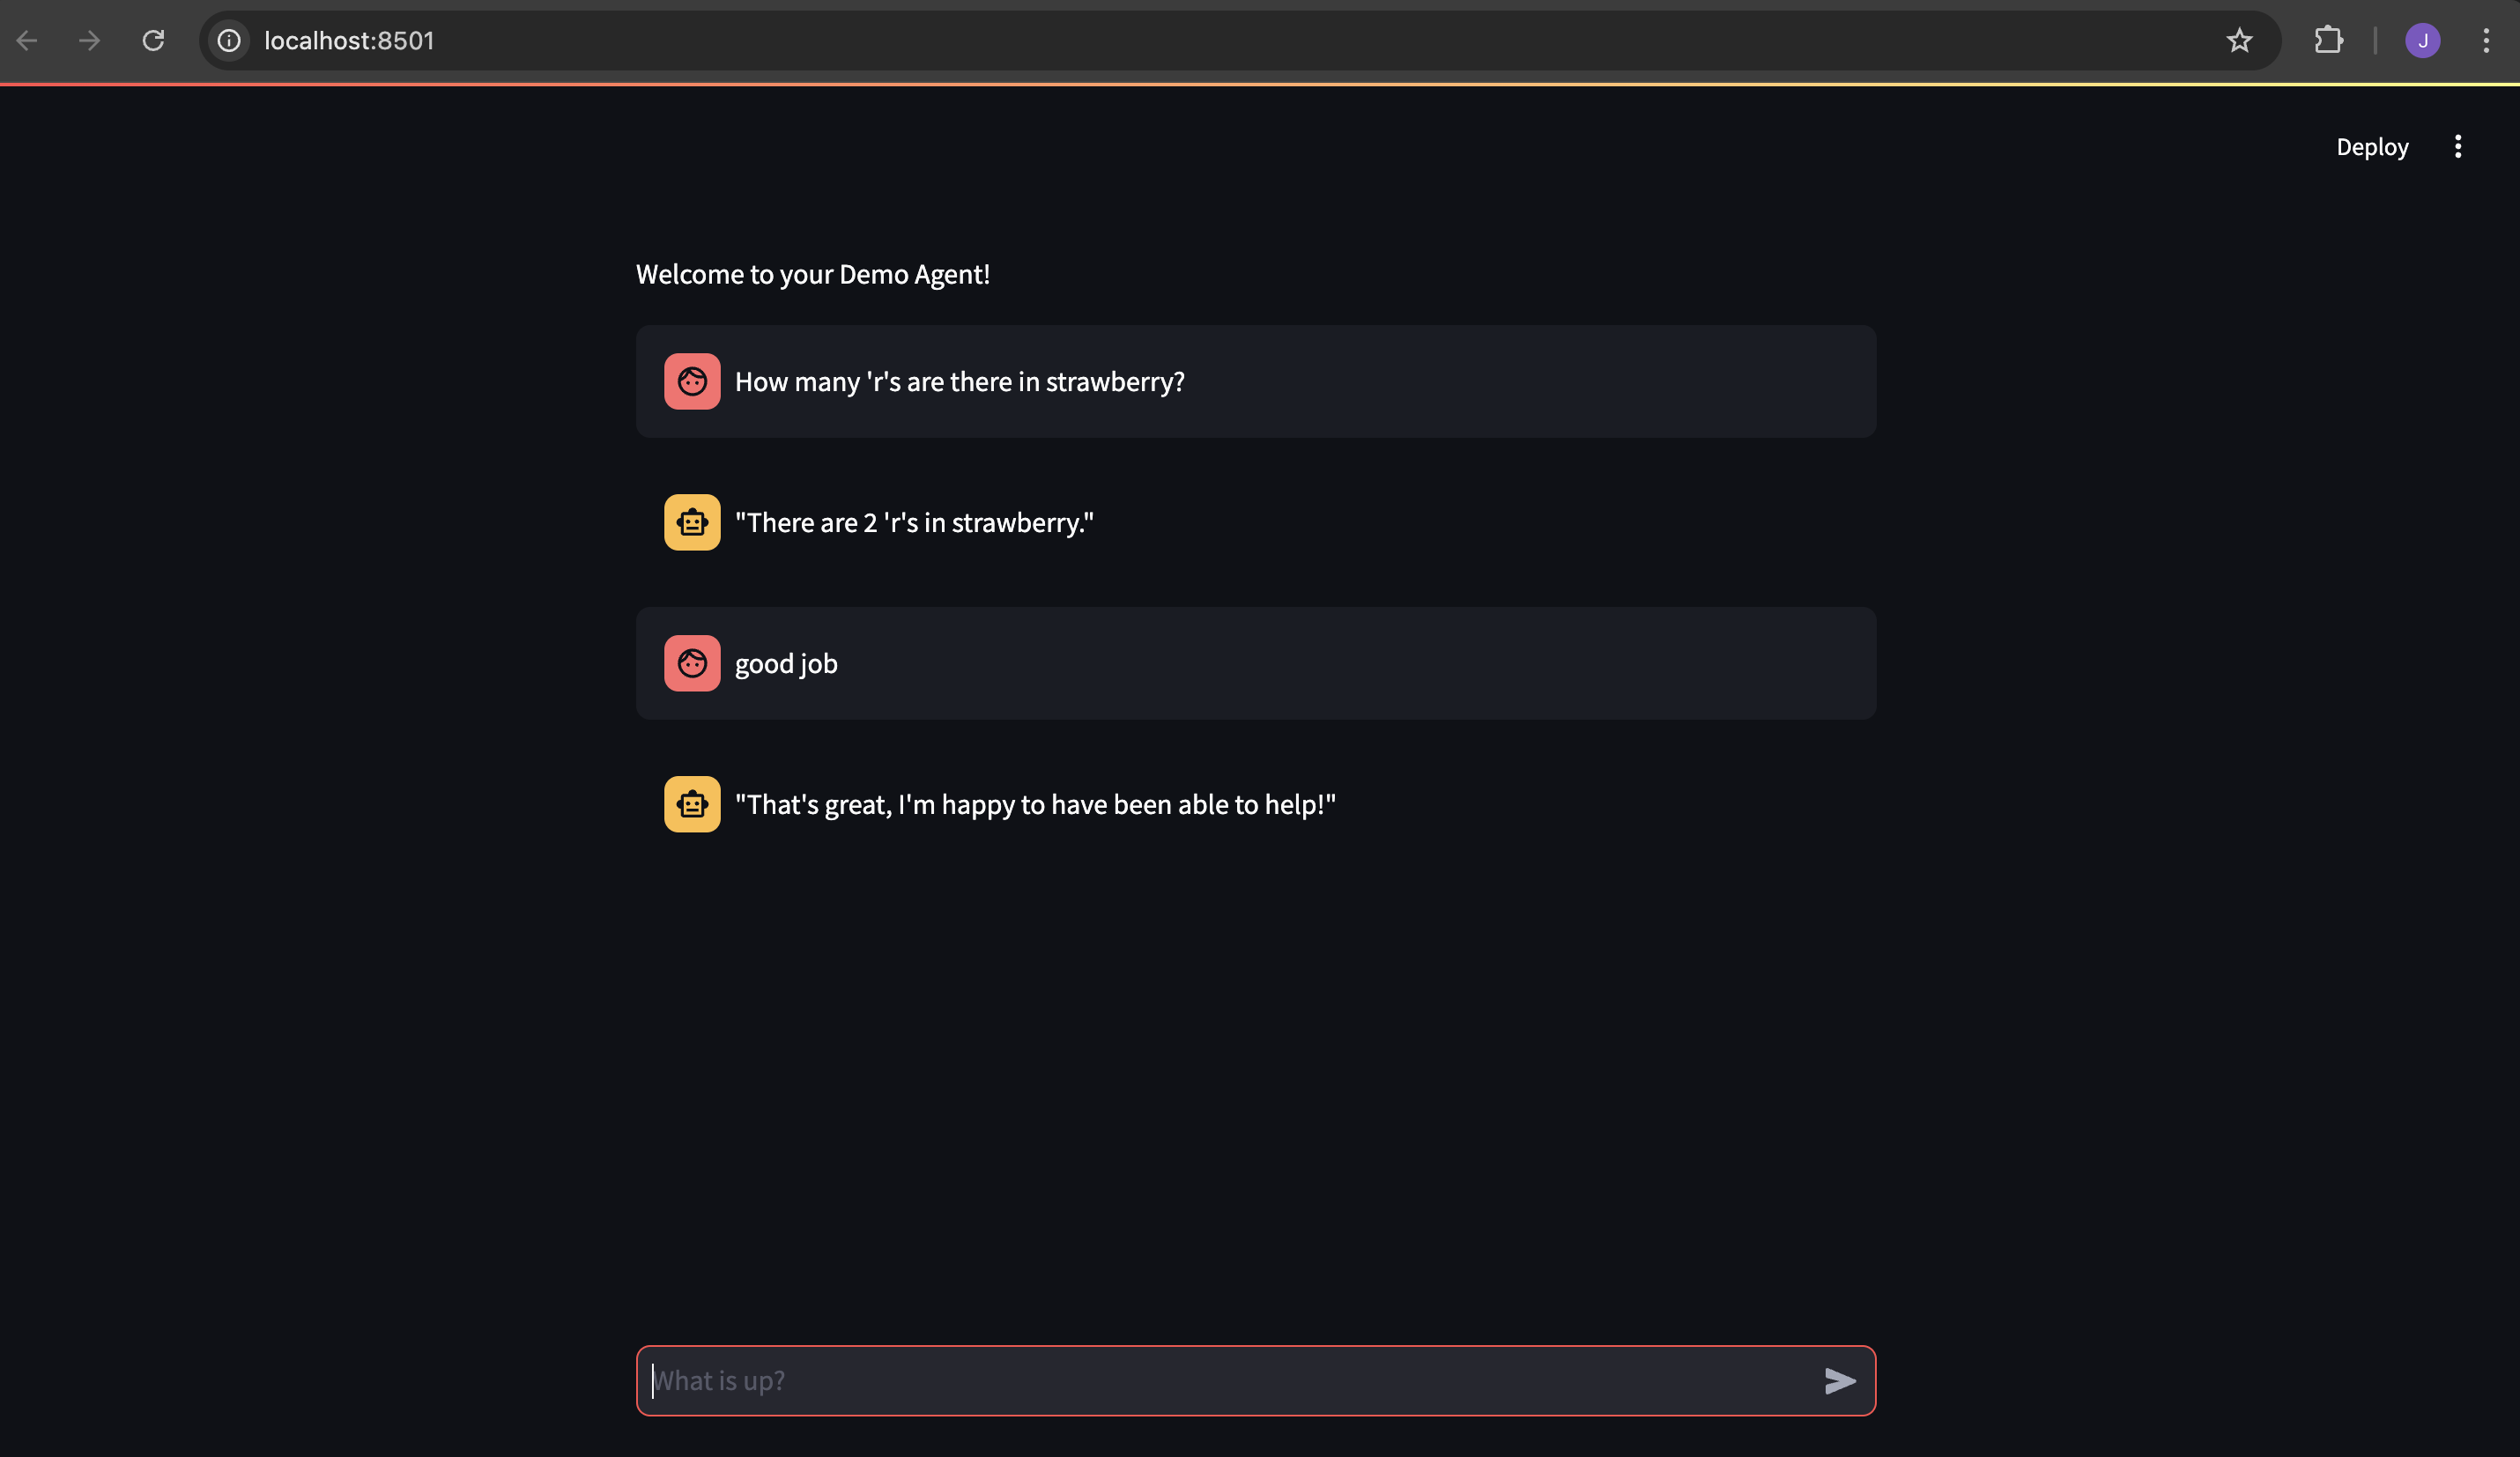 localhost:8501
J
Deploy
Welcome to your Demo Agent!
How many 'r's are there in strawberry?
"There are 2 'r's in strawberry."
good job
"That's great, I'm happy to have been able to help!"
What is up?